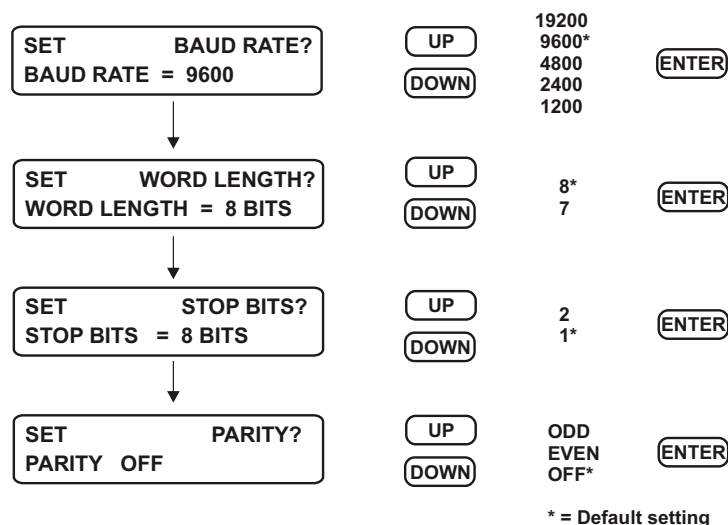 SET BAUD RATE?
BAUD RATE = 9600
UP
DOWN
19200
9600*
4800
2400
1200
ENTER
SET WORD LENGTH?
WORD LENGTH = 8 BITS
UP
DOWN
8*
7
ENTER
SET STOP BITS?
STOP BITS = 8 BITS
UP
DOWN
2
1*
ENTER
SET PARITY?
PARITY OFF
UP
DOWN
ODD
EVEN
OFF*
ENTER
* = Default setting